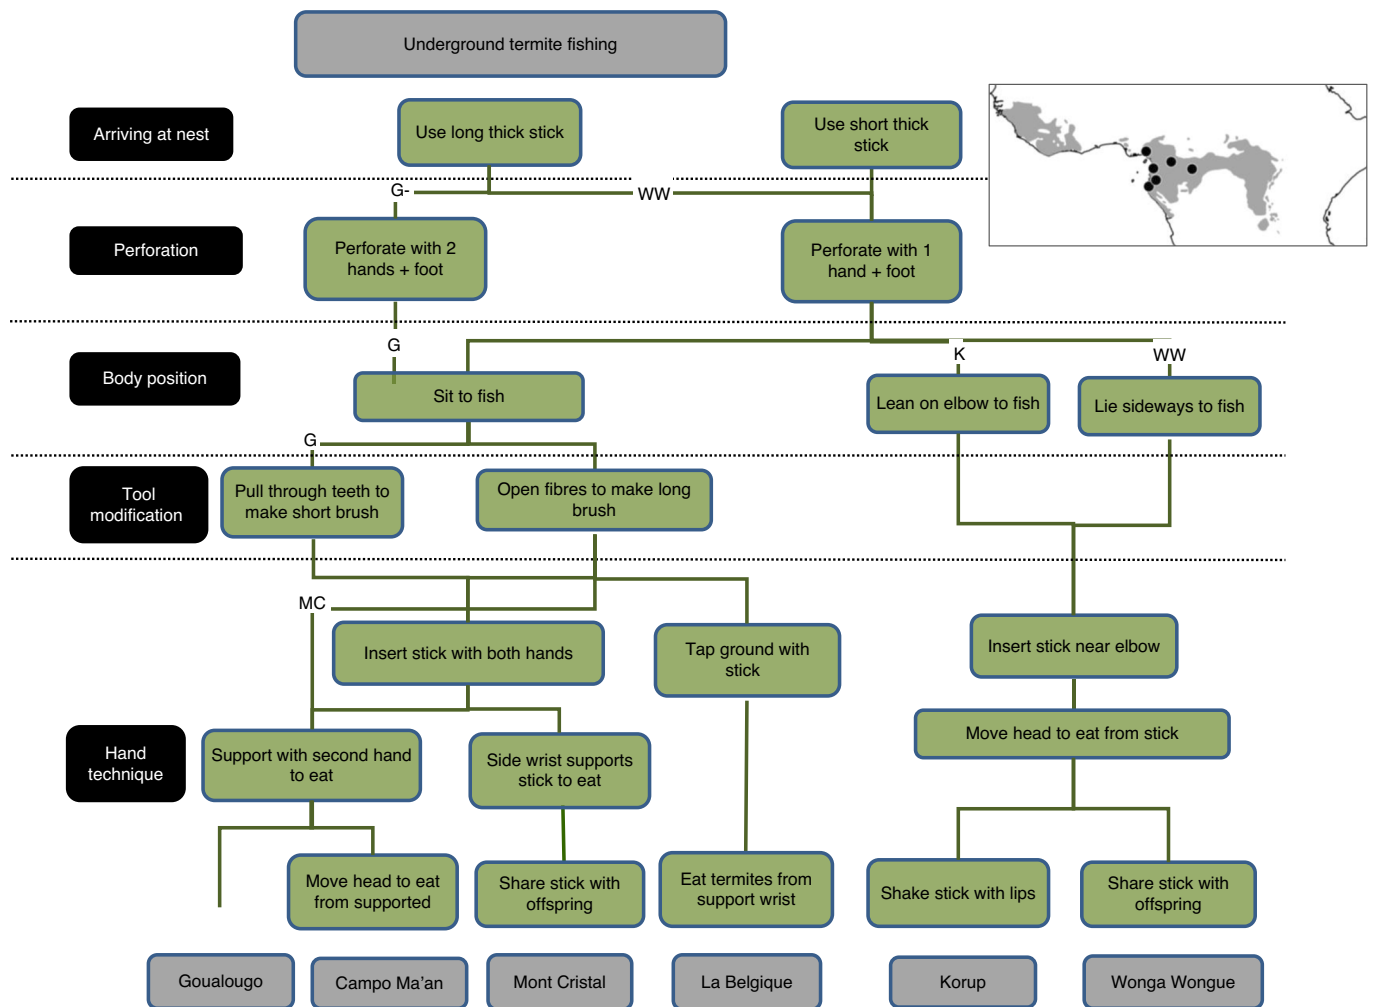 Underground termite fishing
Arriving at nest
Use long thick stick
Use short thick
stick
G-
WW
Perforation
Perforate with 2
hands + foot
Perforate with 1
hand + foot
G
K
WW
Body position
Sit to fish
Lean on elbow to fish
Lie sideways to fish
G
Tool
modification
Pull through teeth to
make short brush
Open fibres to make long
brush
MC
Insert stick with both hands
Tap ground with
stick
Insert stick near elbow
Hand
technique
Support with second hand
to eat
Side wrist supports
stick to eat
Move head to eat from stick
Move head to eat
from supported
Share stick with
offspring
Eat termites from
support wrist
Shake stick with lips
Share stick with
offspring
Goualougo
Campo Ma'an
Mont Cristal
La Belgique
Korup
Wonga Wongue